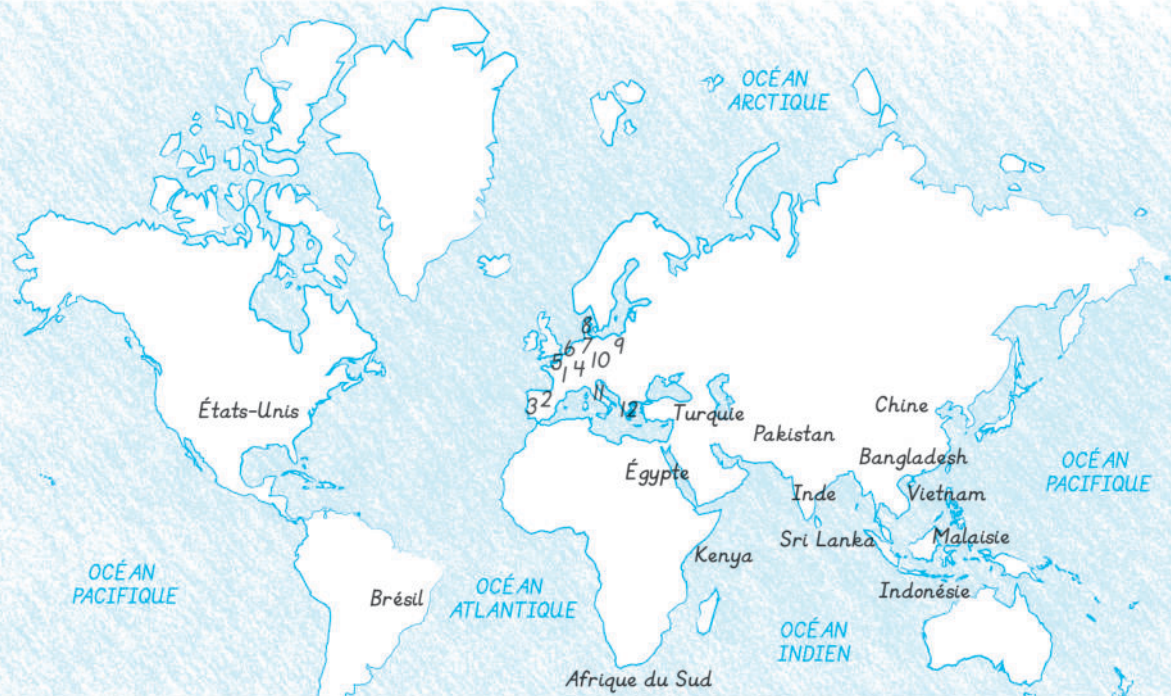 OCÉAN
ARCTIQUE
8
7
9
6
5
4
10
1
11
2
3
12
États-Unis
Turquie
Chine
Pakistan
Bangladesh
Égypte
OCÉAN
PACIFIQUE
Inde
Vietnam
Sri Lanka
Malaisie
Kenya
OCÉAN
PACIFIQUE
Brésil
OCÉAN
ATLANTIQUE
Indonésie
OCÉAN
INDIEN
Afrique du Sud